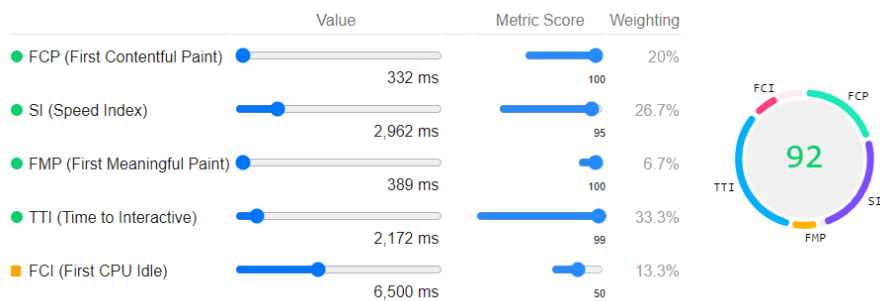 Value Metric Score Weighting
FCP (First Contentful Paint) 20%
332 ms 100
SI (Speed Index) 26.7%
2,962 ms 95
FMP (First Meaningful Paint) 6.7%
389 ms 100
TTI (Time to Interactive) 33.3%
2,172 ms 99
FCI (First CPU Idle) 13.3%
6,500 ms 50
FCI FCP
92
TTI SI
FMP